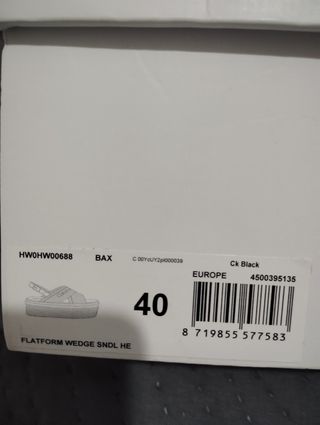 HW0HW00688 BAX C 00YcUY2pl000039 Ck Black
EUROPE 4500395135
40
8 719855 577583
FLATFORM WEDGE SNDL HE